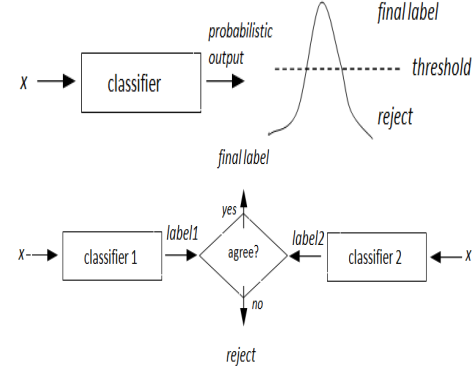 final label
probabilistic
output
threshold
x
classifier
reject
final label
yes
label1
label2
x
classifier 1
agree?
classifier 2
x
no
reject